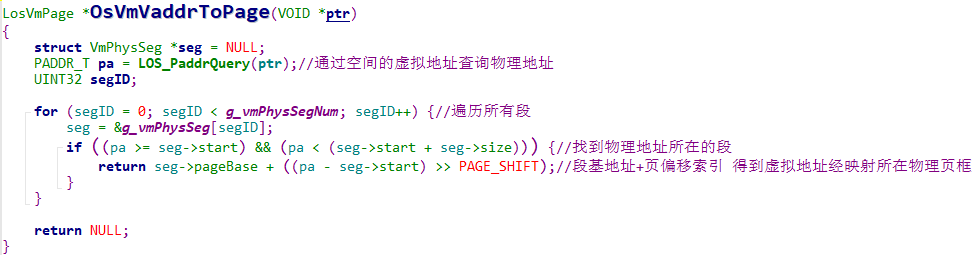 LosVmPage *OsVmVaddrToPage(VOID *ptr)
{
    struct VmPhysSeg *seg = NULL;
    PADDR_T pa = LOS_PaddrQuery(ptr);//通过空间的虚拟地址查询物理地址
    UINT32 segID;

    for (segID = 0; segID < g_vmPhysSegNum; segID++) {//遍历所有段
        seg = &g_vmPhysSeg[segID];
        if ((pa >= seg->start) && (pa < (seg->start + seg->size))) {//找到物理地址所在的段
            return seg->pageBase + ((pa - seg->start) >> PAGE_SHIFT);//段基地址+页偏移索引 得到虚拟地址经映射所在物理页框
        }
    }

    return NULL;
}